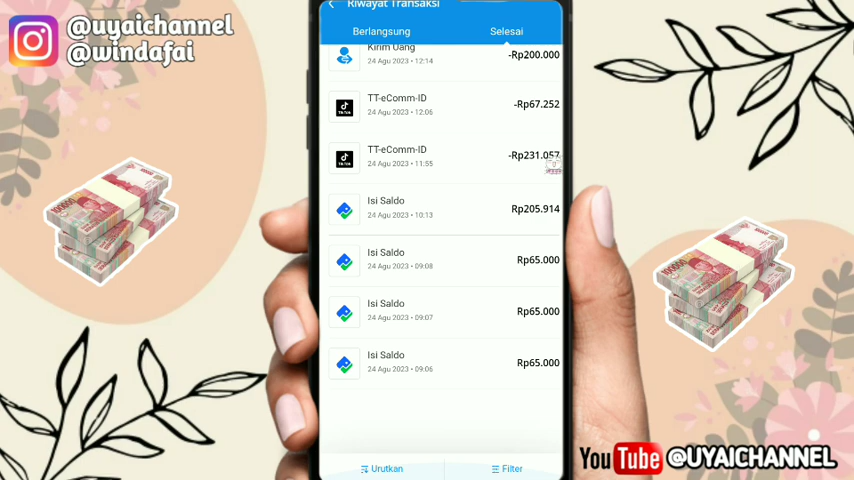 @uyaichannel
@windafai
Riwayat Transaksi
Berlangsung
Selesai
Kirim Uang
-Rp200.000
24 Agu 2023 • 12:14
TT-eComm-ID
-Rp67.252
24 Agu 2023 • 12:06
TT-eComm-ID
-Rp231.057
24 Agu 2023 • 11:55
Isi Saldo
Rp205.914
24 Agu 2023 • 10:13
Isi Saldo
Rp65.000
24 Agu 2023 • 09:08
Isi Saldo
Rp65.000
24 Agu 2023 • 09:07
Isi Saldo
Rp65.000
24 Agu 2023 • 09:06
Urutkan
Filter
YouTube @UYAICHANNEL